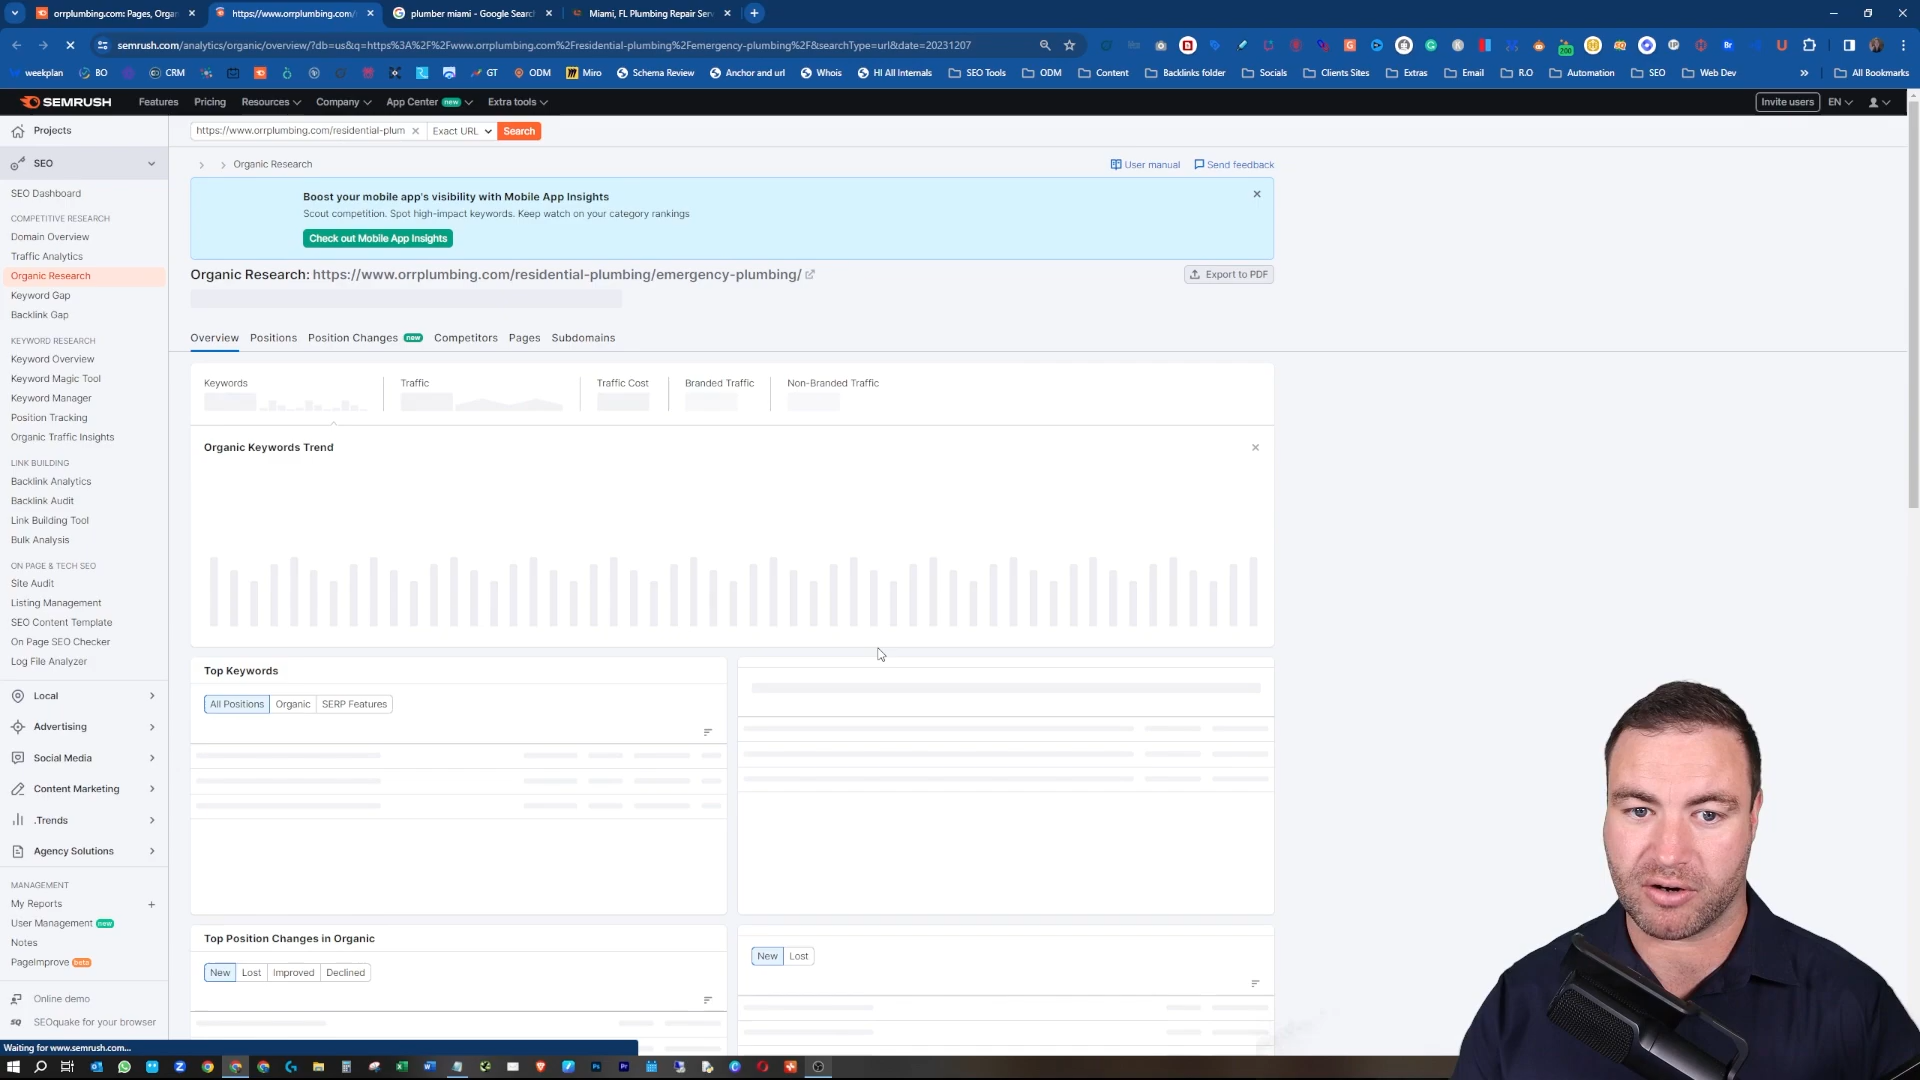 orrplumbing.com: Pages, Organ
https://www.orrplumbing.com/
plumber miami - Google Search
Miami, FL Plumbing Repair Serv
semrush.com/analytics/organic/overview/?db=us&q=https%3A%2F%2Fwww.orrplumbing.com%2Fresidential-plumbing%2Femergency-plumbing%2F&searchType=url&date=20231207
weekplan BO CRM GT ODM Miro Schema Review Anchor and url Whois HI All Internals SEO Tools ODM Content Backlinks folder Socials Clients Sites Extras Email R.O Automation SEO Web Dev All Bookmarks
SEMRUSH Features Pricing Resources Company App Center new Extra tools Invite users EN
Projects
SEO
SEO Dashboard
COMPETITIVE RESEARCH
Domain Overview
Traffic Analytics
Organic Research
Keyword Gap
Backlink Gap
KEYWORD RESEARCH
Keyword Overview
Keyword Magic Tool
Keyword Manager
Position Tracking
Organic Traffic Insights
LINK BUILDING
Backlink Analytics
Backlink Audit
Link Building Tool
Bulk Analysis
ON PAGE & TECH SEO
Site Audit
Listing Management
SEO Content Template
On Page SEO Checker
Log File Analyzer
Local
Advertising
Social Media
Content Marketing
.Trends
Agency Solutions
MANAGEMENT
My Reports +
User Management new
Notes
PageImprove beta
Online demo
SEOquake for your browser
Waiting for www.semrush.com...
https://www.orrplumbing.com/residential-plum Exact URL Search
Organic Research
User manual Send feedback
Boost your mobile app's visibility with Mobile App Insights
Scout competition. Spot high-impact keywords. Keep watch on your category rankings
Check out Mobile App Insights
Organic Research: https://www.orrplumbing.com/residential-plumbing/emergency-plumbing/
Export to PDF
Overview Positions Position Changes new Competitors Pages Subdomains
Keywords Traffic Traffic Cost Branded Traffic Non-Branded Traffic
Organic Keywords Trend
Top Keywords
All Positions Organic SERP Features
Top Position Changes in Organic
New Lost Improved Declined
New Lost